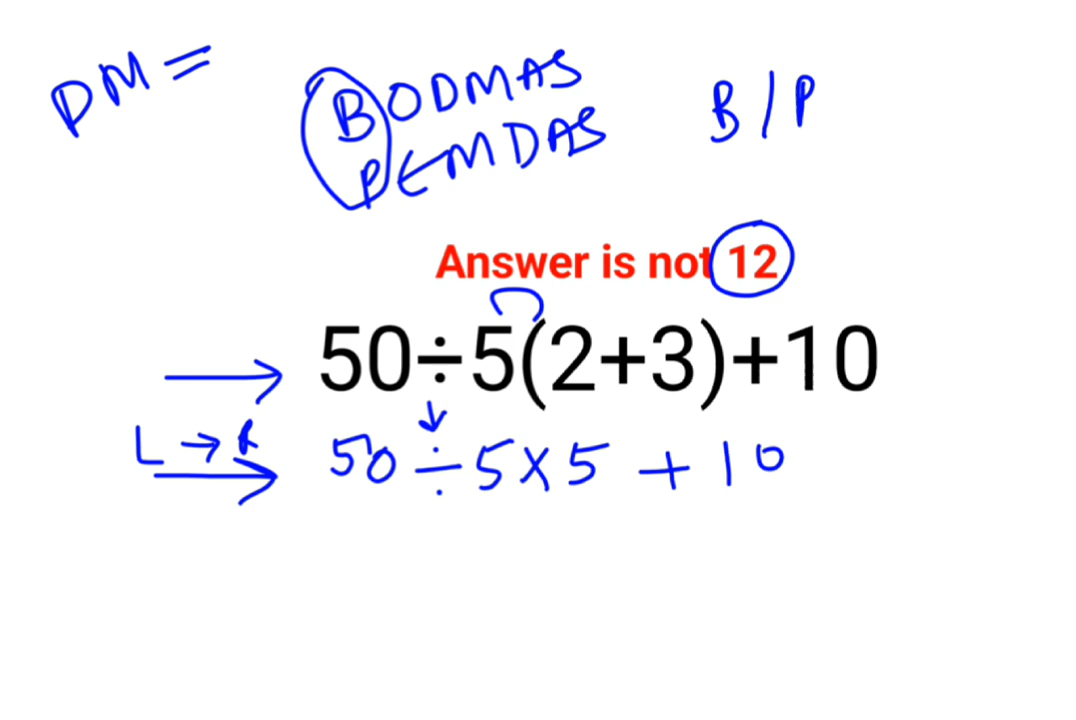 DM =
BODMAS
PEMDAS
B/P
Answer is not 12
50÷5(2+3)+10
L → R
50 ÷ 5 × 5 + 10